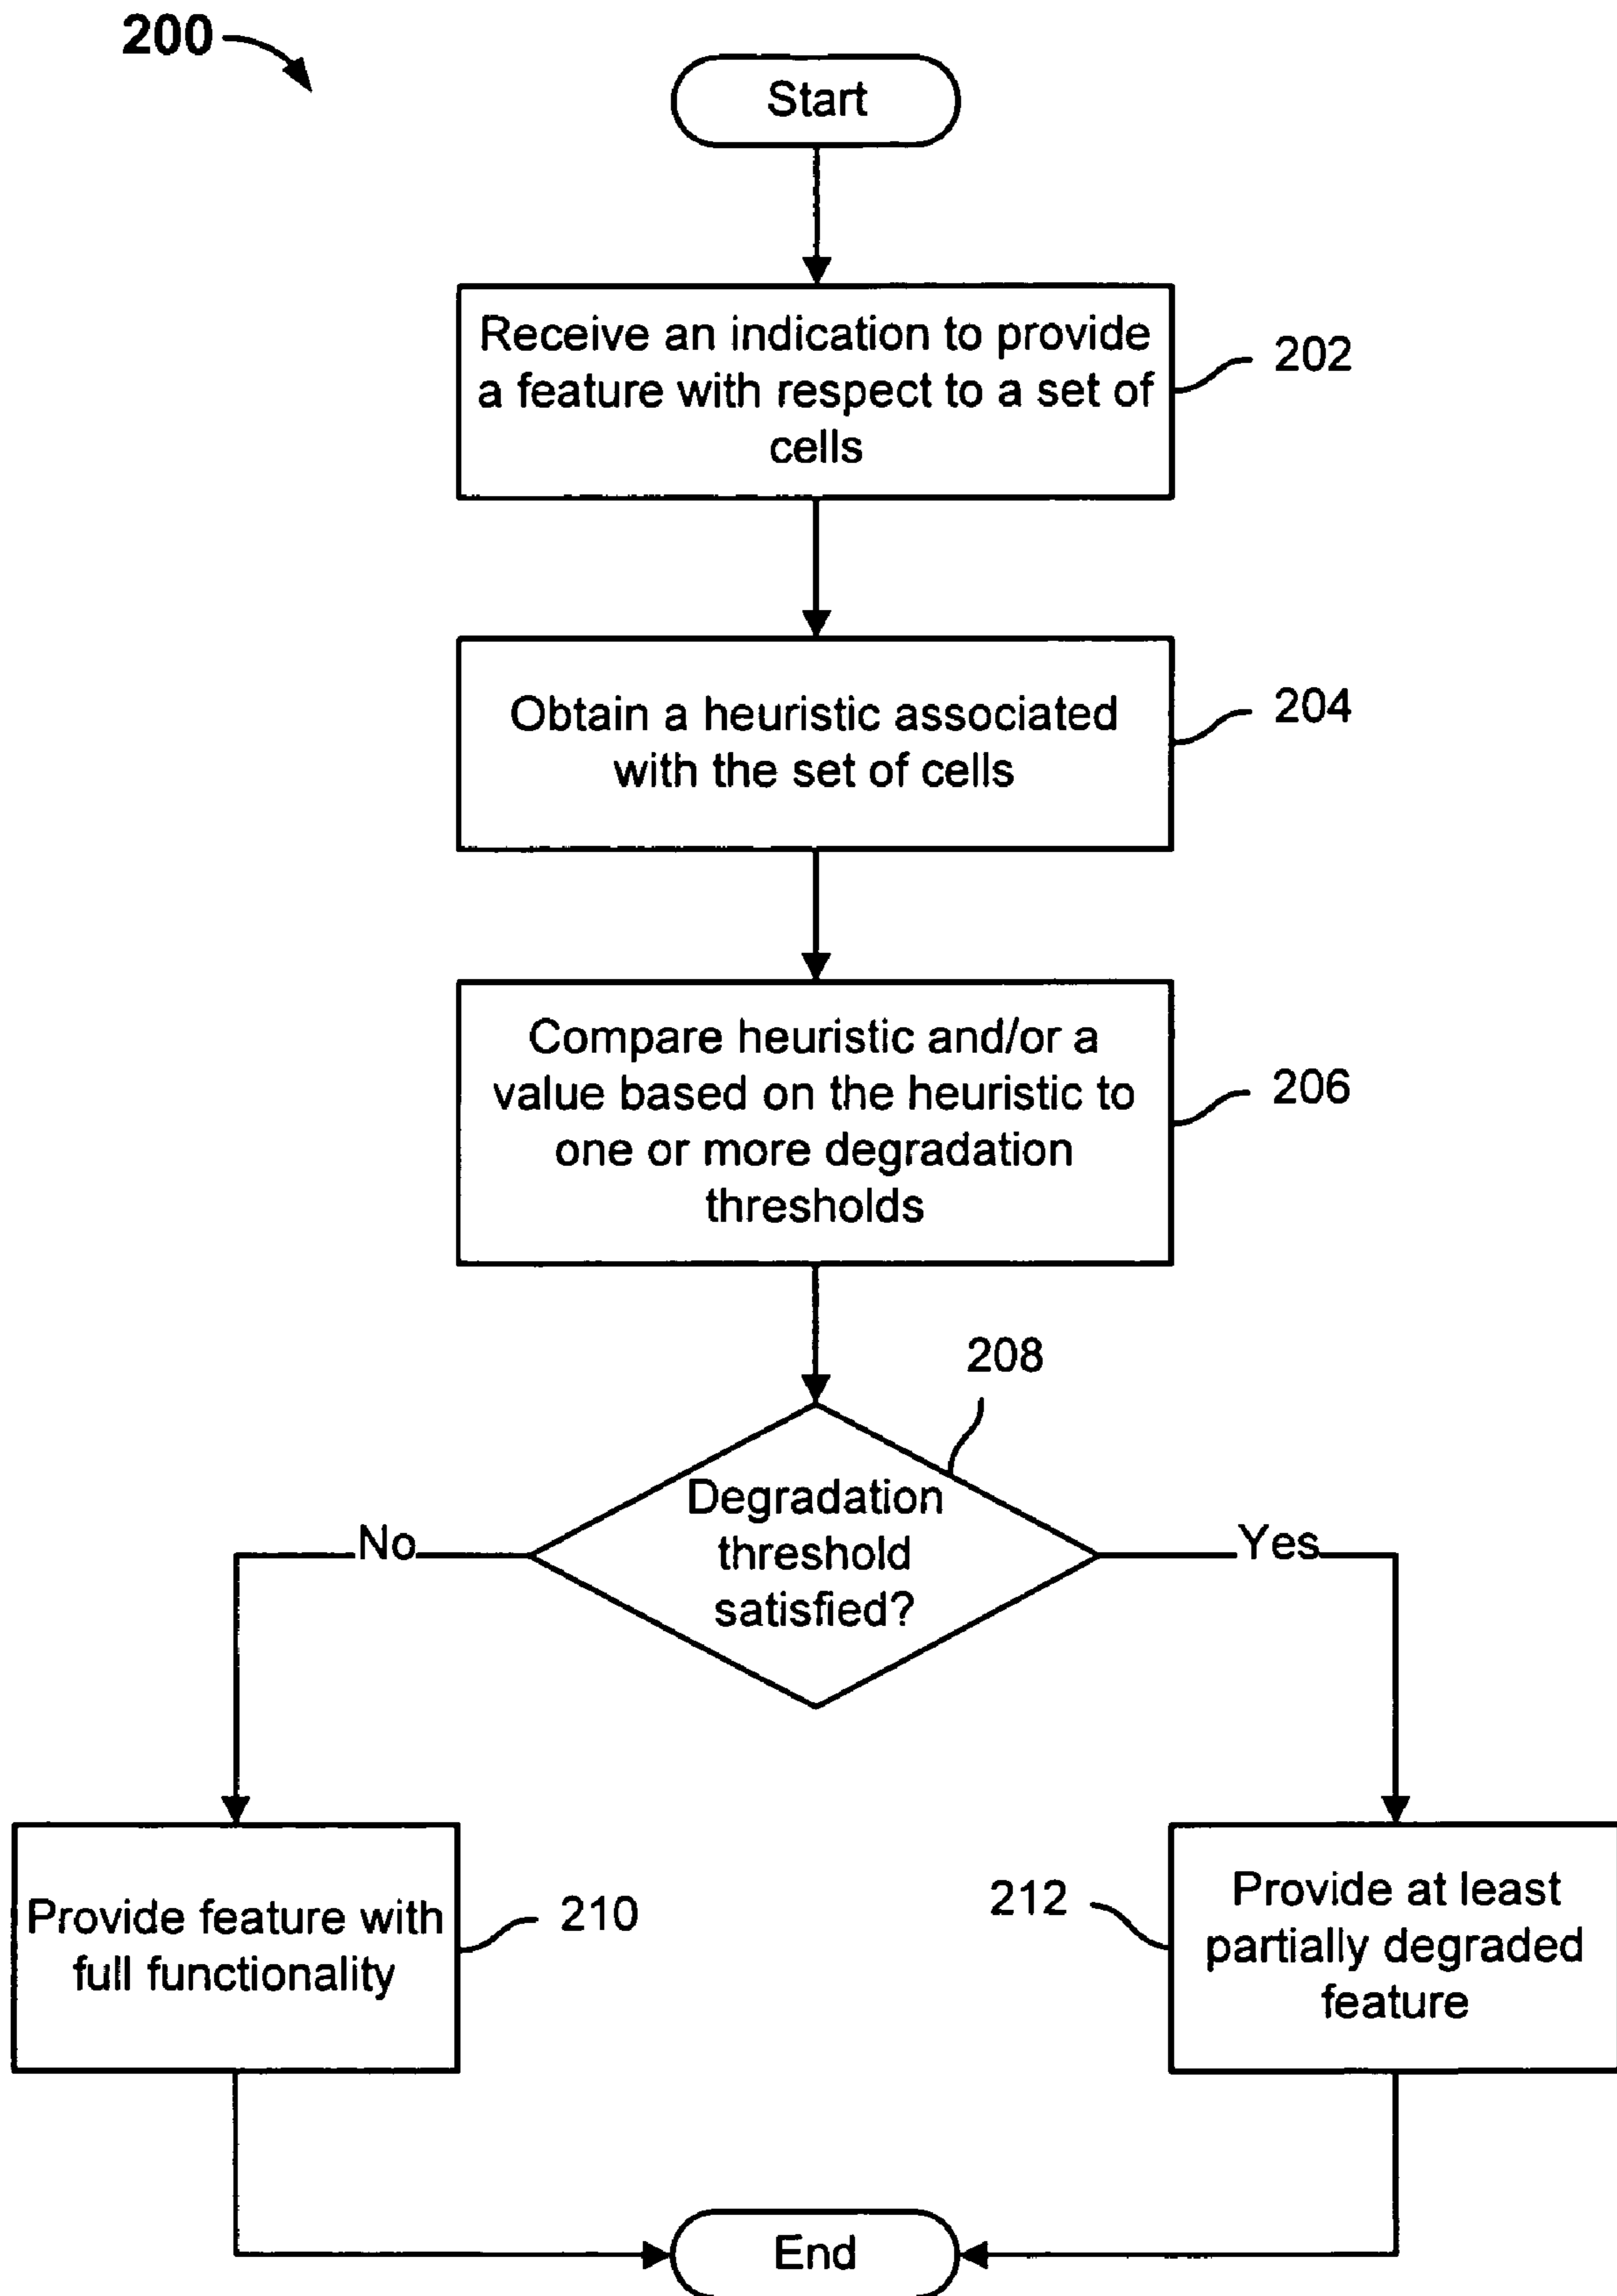 200
Start
Receive an indication to provide
a feature with respect to a set of
cells
202
Obtain a heuristic associated
with the set of cells
204
Compare heuristic and/or a
value based on the heuristic to
one or more degradation
thresholds
206
208
Degradation
threshold
satisfied?
No
Yes
Provide feature with
full functionality
210
212
Provide at least
partially degraded
feature
End